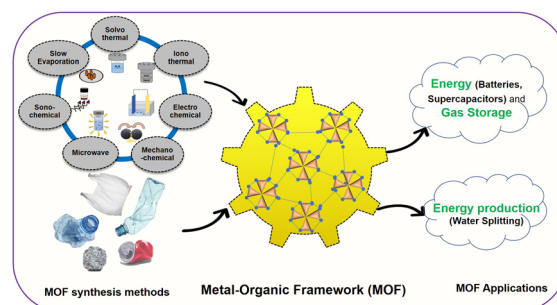 Solvo
thermal
Slow
Evaporation
Iono
thermal
Sono-
chemical
Electro
chemical
Microwave
Mechano
-chemical
Energy (Batteries,
Supercapacitors) and
Gas Storage
Energy production
(Water Splitting)
MOF synthesis methods
Metal-Organic Framework (MOF)
MOF Applications